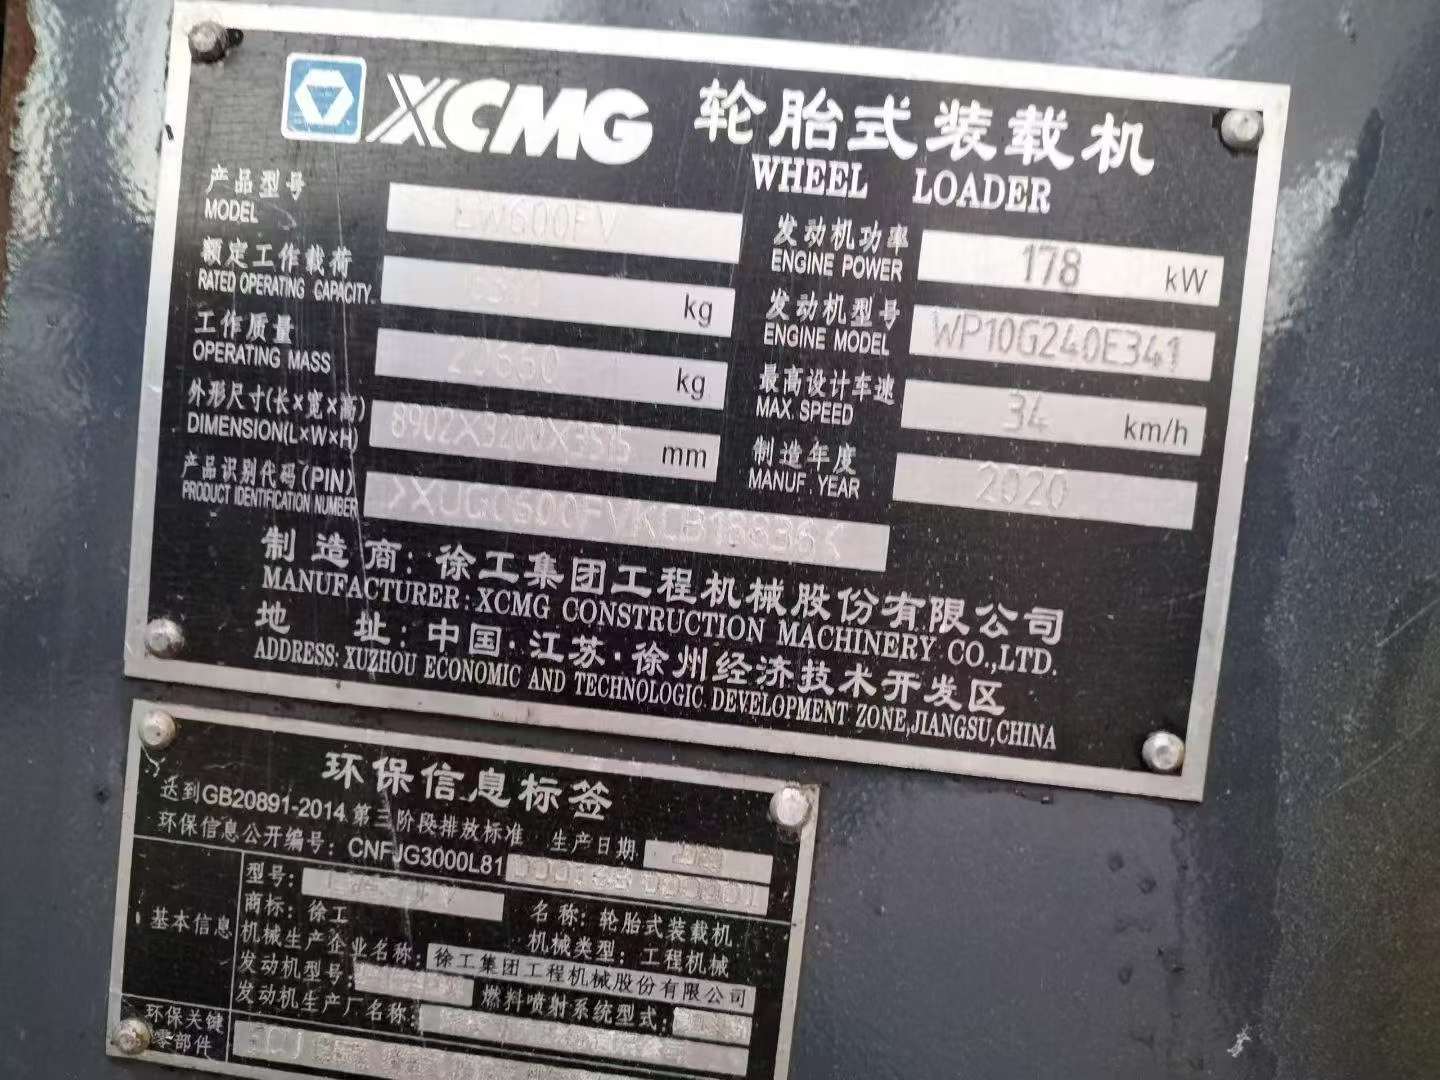 XCMG 轮胎式装载机
WHEEL LOADER
产品型号
MODEL
LW600FV
额定工作载荷
RATED OPERATING CAPACITY
kg
工作质量
OPERATING MASS
kg
外形尺寸(长×宽×高)
DIMENSION(L×W×H)
8902X3200X3515 mm
产品识别代码(PIN)
PRODUCT IDENTIFICATION NUMBER
发动机功率
ENGINE POWER
178 kW
发动机型号
ENGINE MODEL
WP10G240E341
最高设计车速
MAX. SPEED
34 km/h
制造年度
MANUF. YEAR
2020
制造商:徐工集团工程机械股份有限公司
MANUFACTURER: XCMG CONSTRUCTION MACHINERY CO.,LTD.
地 址:中国·江苏·徐州经济技术开发区
ADDRESS: XUZHOU ECONOMIC AND TECHNOLOGIC DEVELOPMENT ZONE,JIANGSU,CHINA
环保信息标签
达到GB20891-2014第三阶段排放标准 生产日期
环保信息公开编号: CNFJG3000L81
基本信息
型号:
商标: 徐工 名 称: 轮胎式装载机
机械生产企业名称: 机械类型: 工程机械
徐工集团工程机械股份有限公司
发动机型号: 燃料喷射系统型式:
发动机生产厂名称:
环保关键
零部件